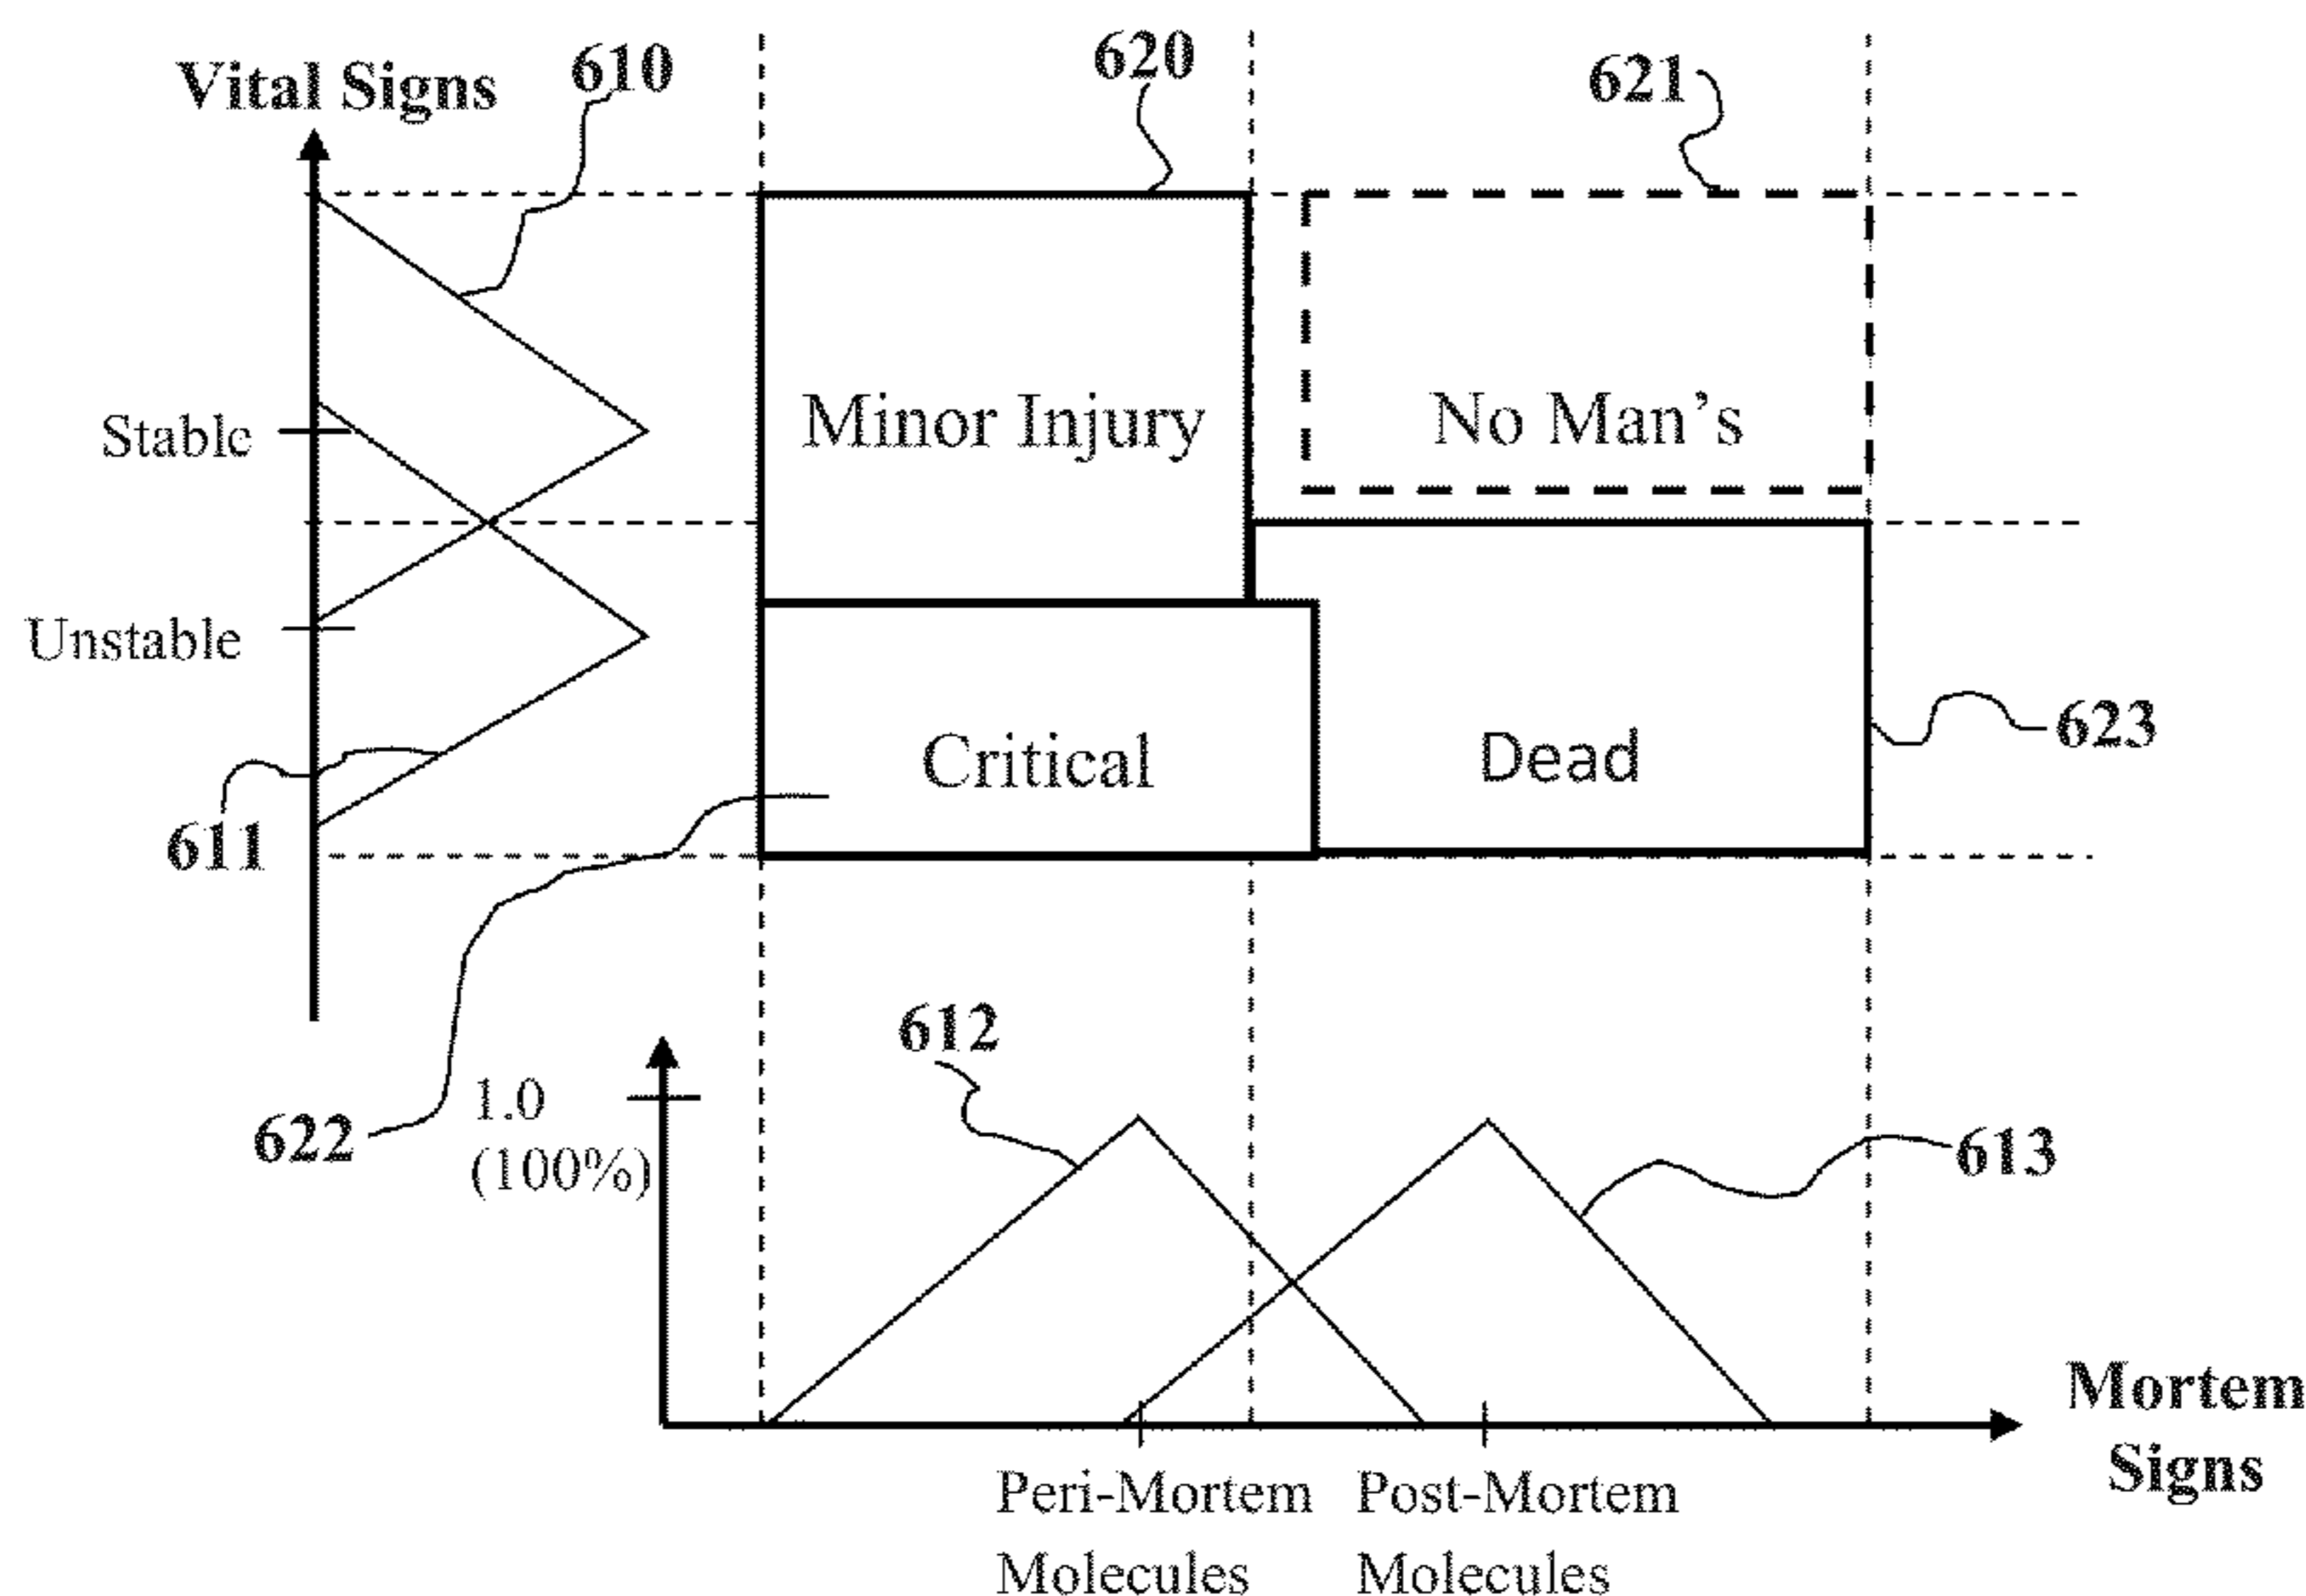 Vital Signs
610
620
621
Stable
Minor Injury
No Man's
Unstable
Critical
Dead
623
611
612
1.0
(100%)
622
613
Mortem
Signs
Peri-Mortem
Molecules
Post-Mortem
Molecules